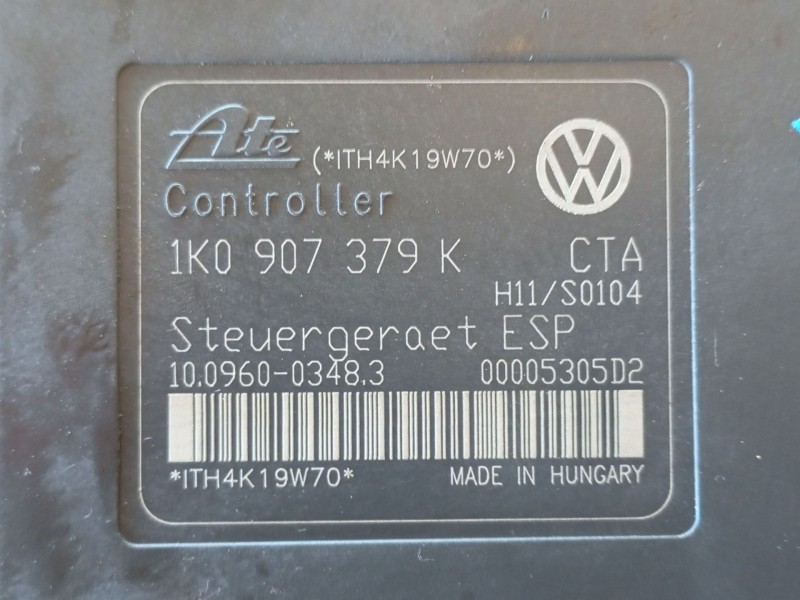 Ate (*ITH4K19W70*)
Controller
1K0 907 379 K CTA
H11/S0104
Steuergeraet ESP
10.0960-0348.3 00005305D2
*ITH4K19W70* MADE IN HUNGARY